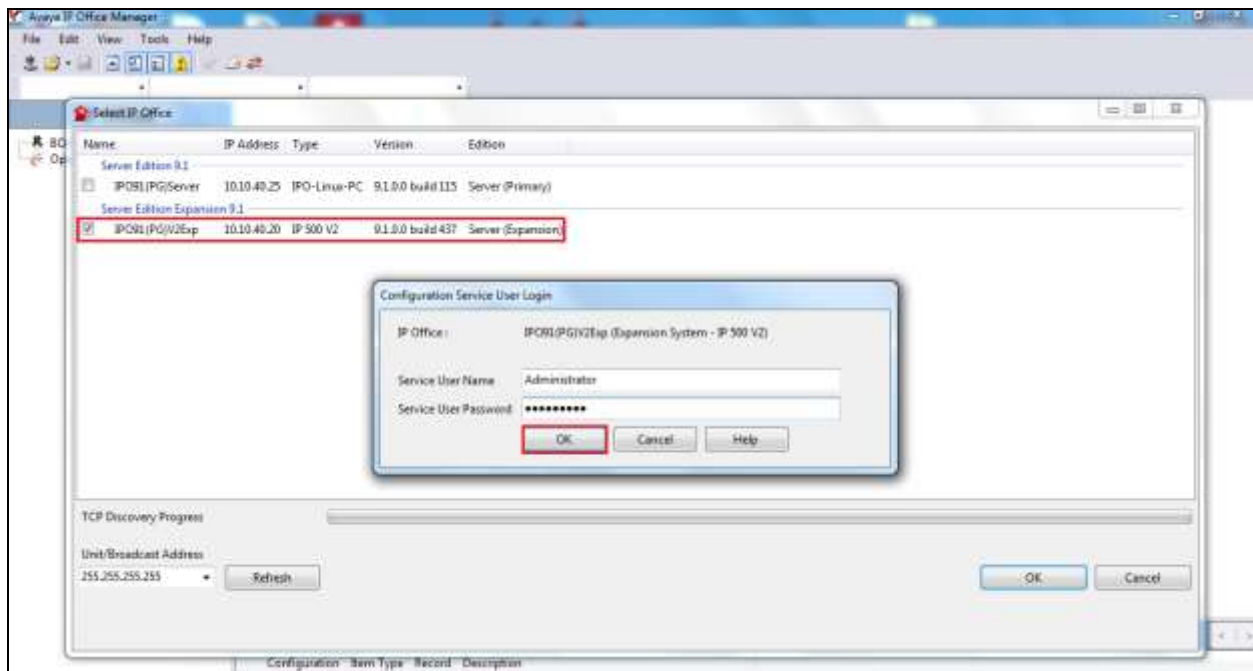 Avaya IP Office Manager
File Edit View Tools Help
Select IP Office
Name IP Address Type Version Edition
Server Edition 9.1
IPO91(PG)Server 10.10.40.25 IPO-Linux-PC 9.1.0.0 build 115 Server (Primary)
Server Edition Expansion 9.1
IPO91(PG)V2Exp 10.10.40.20 IP 500 V2 9.1.0.0 build 437 Server (Expansion)
BO
Op
Configuration Service User Login
IP Office : IPO91(PG)V2Exp (Expansion System - IP 500 V2)
Service User Name Administrator
Service User Password •••••••••
OK Cancel Help
TCP Discovery Progress
Unit/Broadcast Address
255.255.255.255 Refresh OK Cancel
Configuration Item Type Record Description